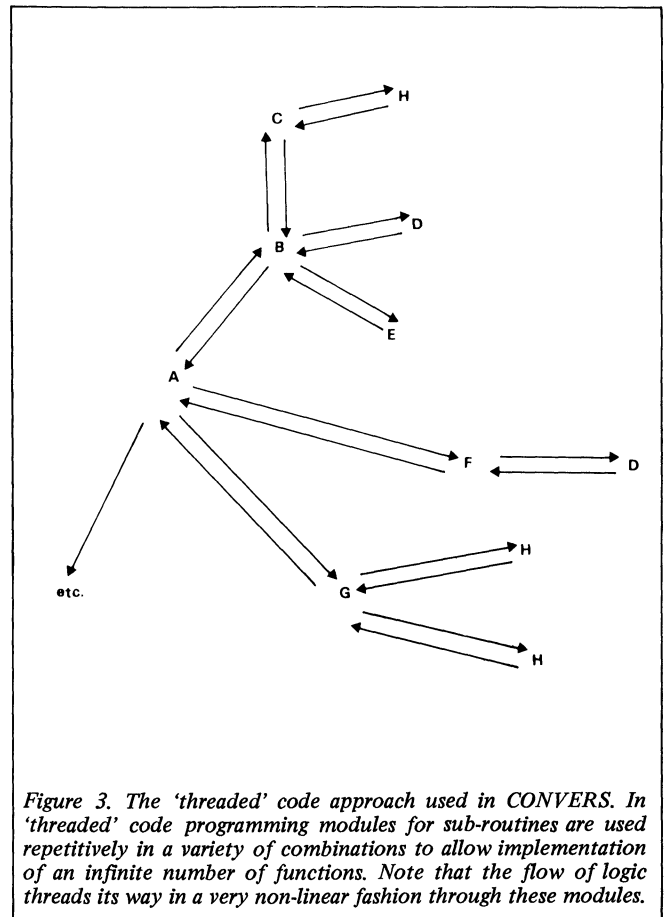 C
H
B
D
E
A
F
D
etc.
G
H
H
Figure 3. The 'threaded' code approach used in CONVERS. In
'threaded' code programming modules for sub-routines are used
repetitively in a variety of combinations to allow implementation
of an infinite number of functions. Note that the flow of logic
threads its way in a very non-linear fashion through these modules.